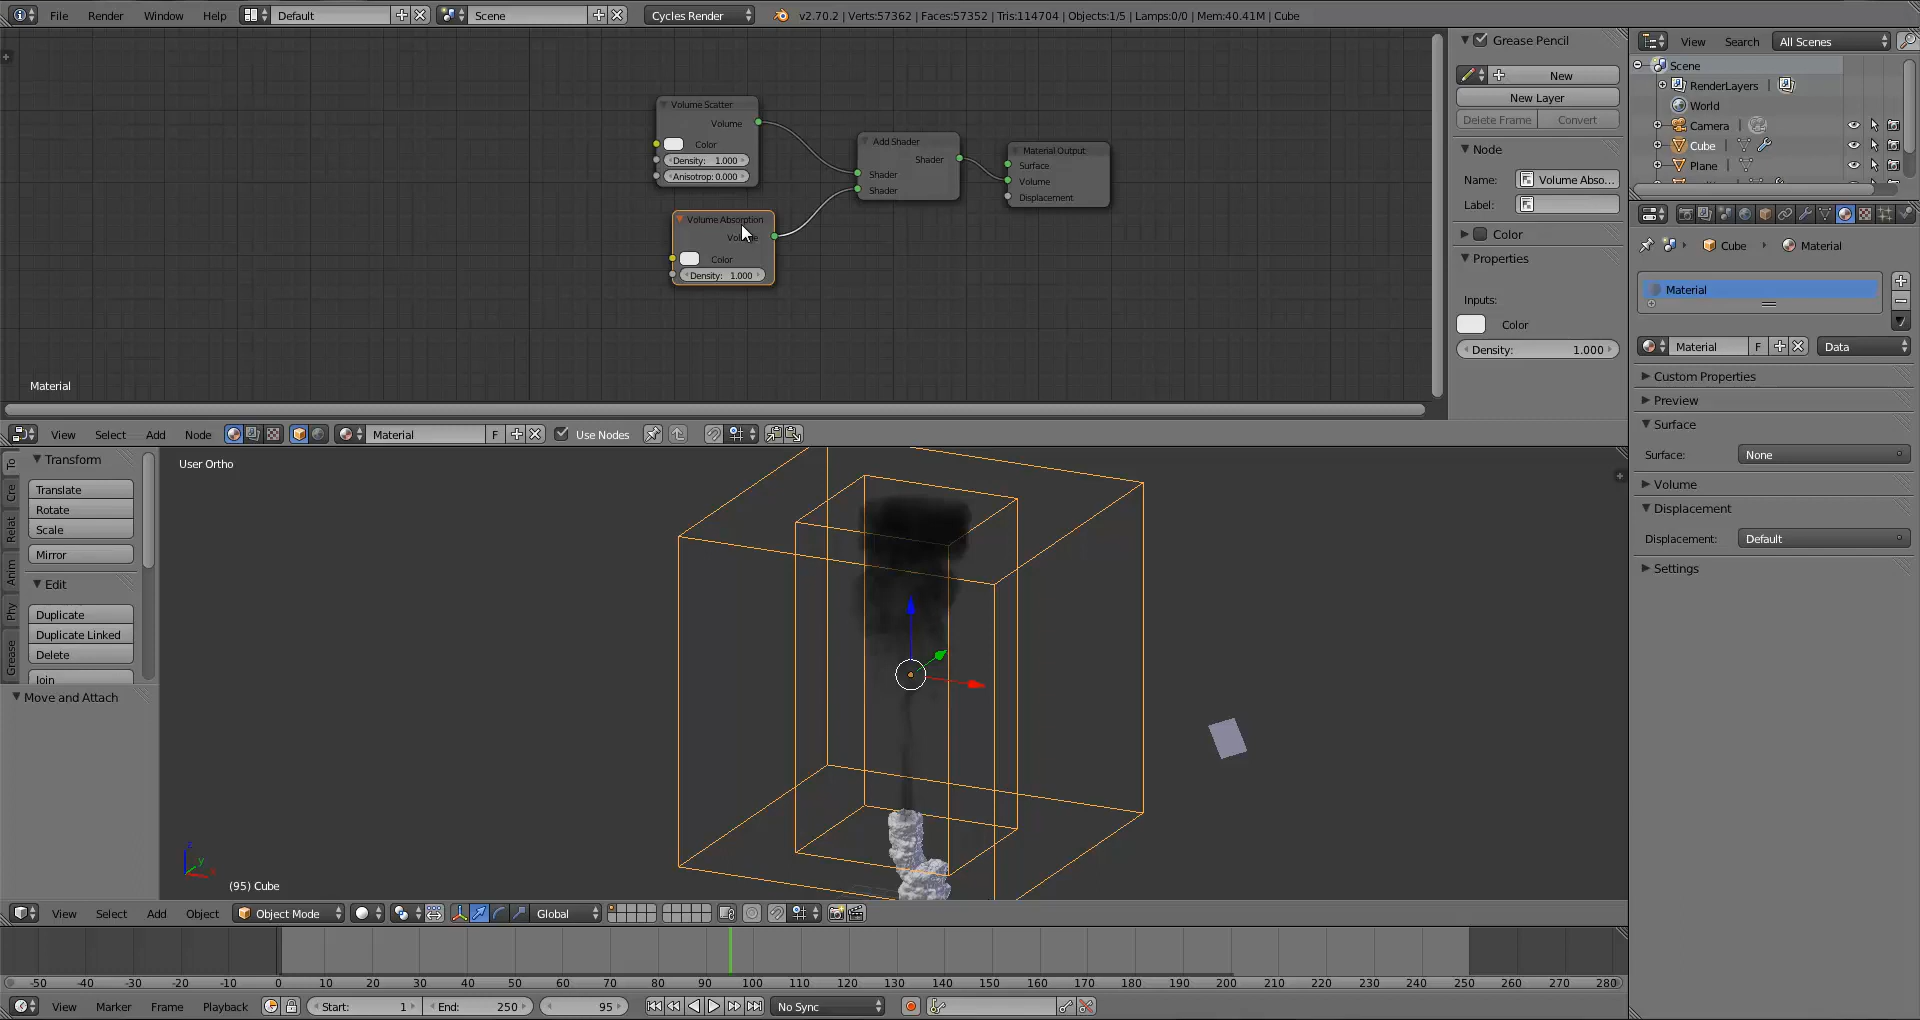 File Render Window Help Default Scene Cycles Render v2.70.2 | Verts:57362 | Faces:57352 | Tris:114704 | Objects:1/5 | Lamps:0/0 | Mem:40.41M | Cube
Volume Scatter
Volume
Color
Density: 1.000
Anisotrop: 0.000
Volume Absorption
Color
Density: 1.000
Add Shader
Shader
Shader
Shader
Material Output
Surface
Volume
Displacement
Material
Grease Pencil
New
New Layer
Delete Frame Convert
Node
Name: Volume Abso...
Label:
Color
Properties
Inputs:
Color
Density: 1.000
View Search All Scenes
Scene
RenderLayers |
World
Camera |
Cube |
Plane |
Cube Material
Material
Material F Data
Custom Properties
Preview
Surface
Surface: None
Volume
Displacement
Displacement: Default
Settings
View Select Add Node Material F Use Nodes
To
Cre
Relat
Anim
Phy
Grease
Transform
Translate
Rotate
Scale
Mirror
Edit
Duplicate
Duplicate Linked
Delete
Join
Move and Attach
User Ortho
z
y
(95) Cube
View Select Add Object Object Mode Global
-50 -40 -30 -20 -10 0 10 20 30 40 50 60 70 80 90 100 110 120 130 140 150 160 170 180 190 200 210 220 230 240 250 260 270 280
View Marker Frame Playback Start: 1 End: 250 95 No Sync